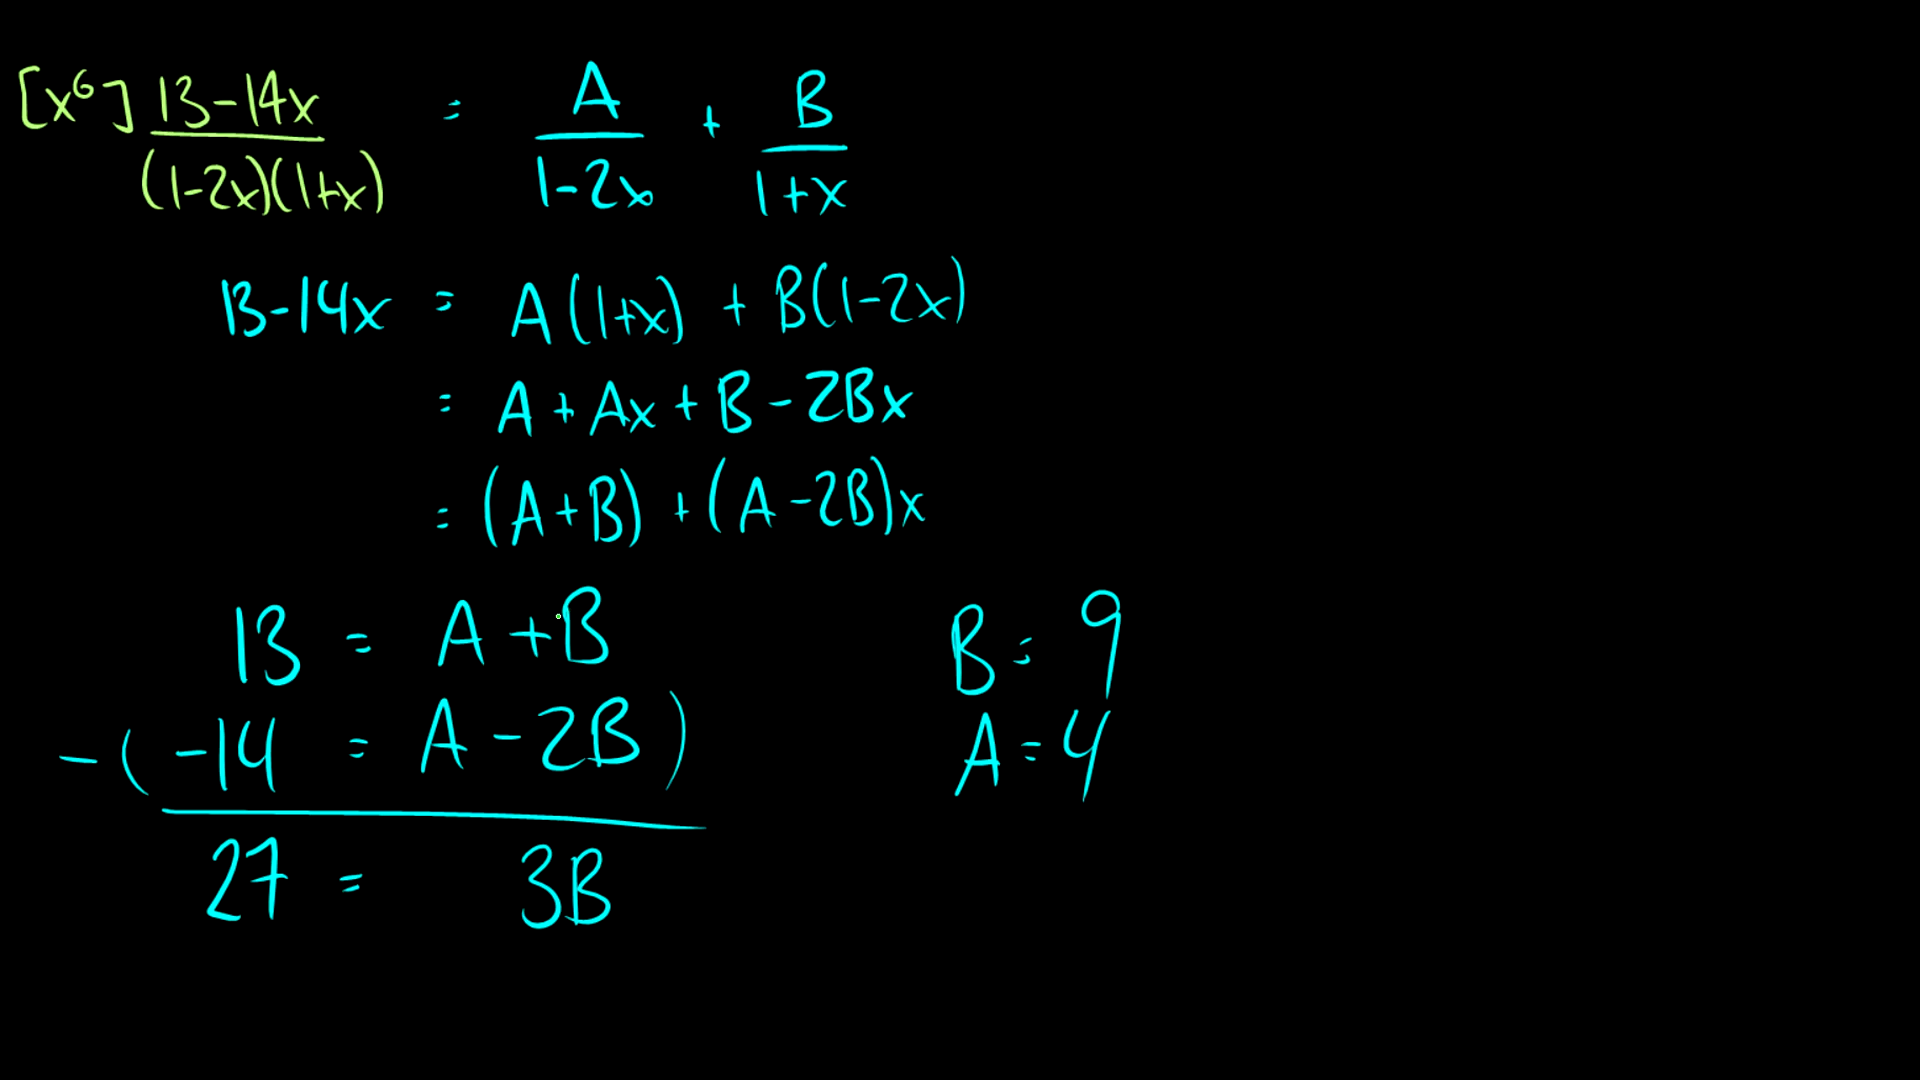 [x⁶] 13-14x / (1-2x)(1+x) = A / 1-2x + B / 1+x
13-14x = A(1+x) + B(1-2x)
= A + Ax + B - 2Bx
= (A+B) + (A-2B)x
13 = A + B
-( -14 = A - 2B )
27 = 3B
B = 9
A = 4